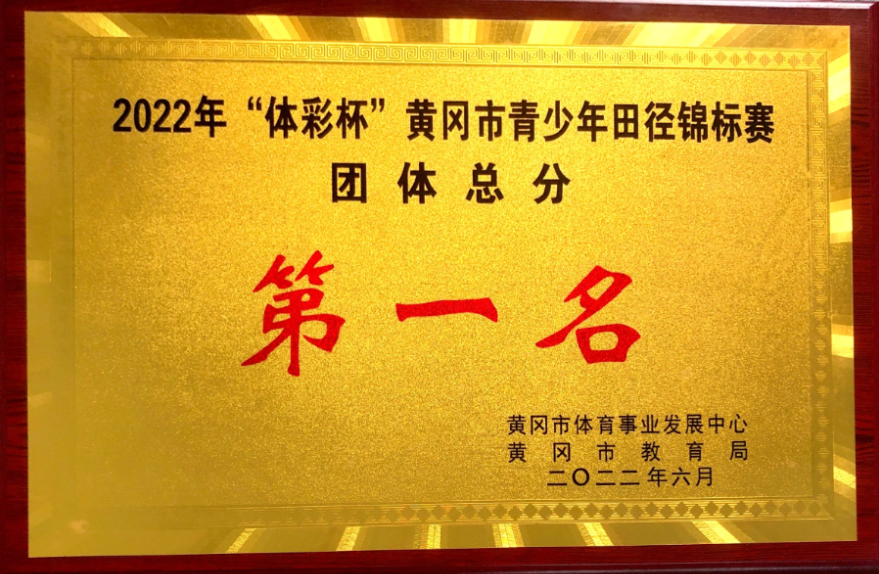 2022年“体彩杯”黄冈市青少年田径锦标赛
团体总分
第一名
黄冈市体育事业发展中心
黄冈市教育局
二〇二二年六月